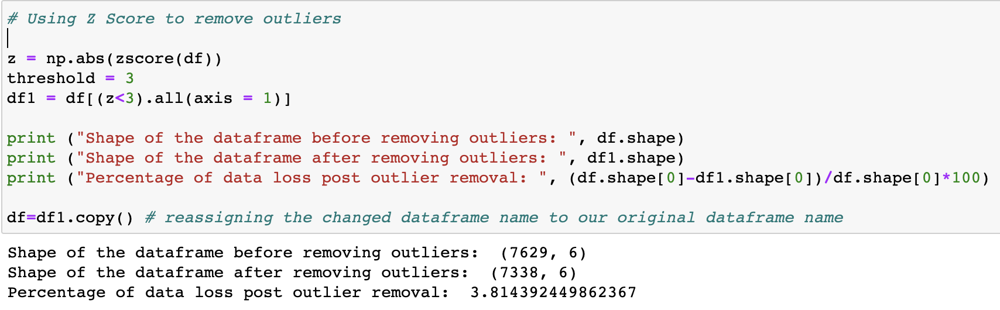 # Using Z Score to remove outliers
z = np.abs(zscore(df))
threshold = 3
df1 = df[(z<3).all(axis = 1)]
print ("Shape of the dataframe before removing outliers: ", df.shape)
print ("Shape of the dataframe after removing outliers: ", df1.shape)
print ("Percentage of data loss post outlier removal: ", (df.shape[0]-df1.shape[0])/df.shape[0]*100)
df=df1.copy() # reassigning the changed dataframe name to our original dataframe name
Shape of the dataframe before removing outliers:  (7629, 6)
Shape of the dataframe after removing outliers:  (7338, 6)
Percentage of data loss post outlier removal:  3.814392449862367